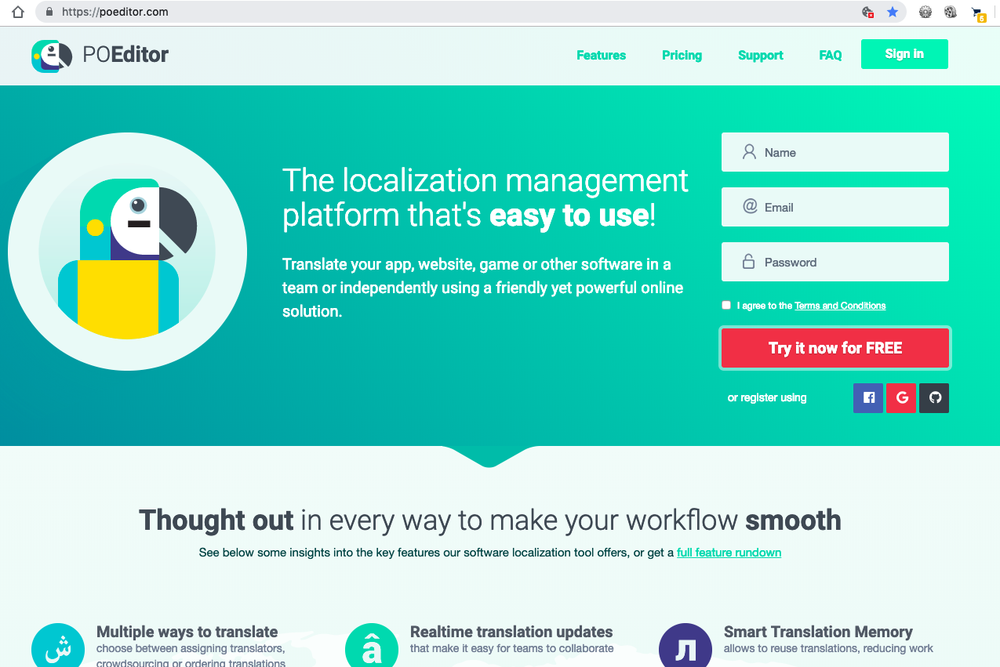 https://poeditor.com
6
POEditor
Features
Pricing
Support
FAQ
Sign in
The localization management
platform that's easy to use!
Translate your app, website, game or other software in a
team or independently using a friendly yet powerful online
solution.
Name
@ Email
Password
I agree to the Terms and Conditions
Try it now for FREE
or register using
G
Thought out in every way to make your workflow smooth
See below some insights into the key features our software localization tool offers, or get a full feature rundown
ش
Multiple ways to translate
choose between assigning translators,
crowdsourcing or ordering translations
â
Realtime translation updates
that make it easy for teams to collaborate
Л
Smart Translation Memory
allows to reuse translations, reducing work